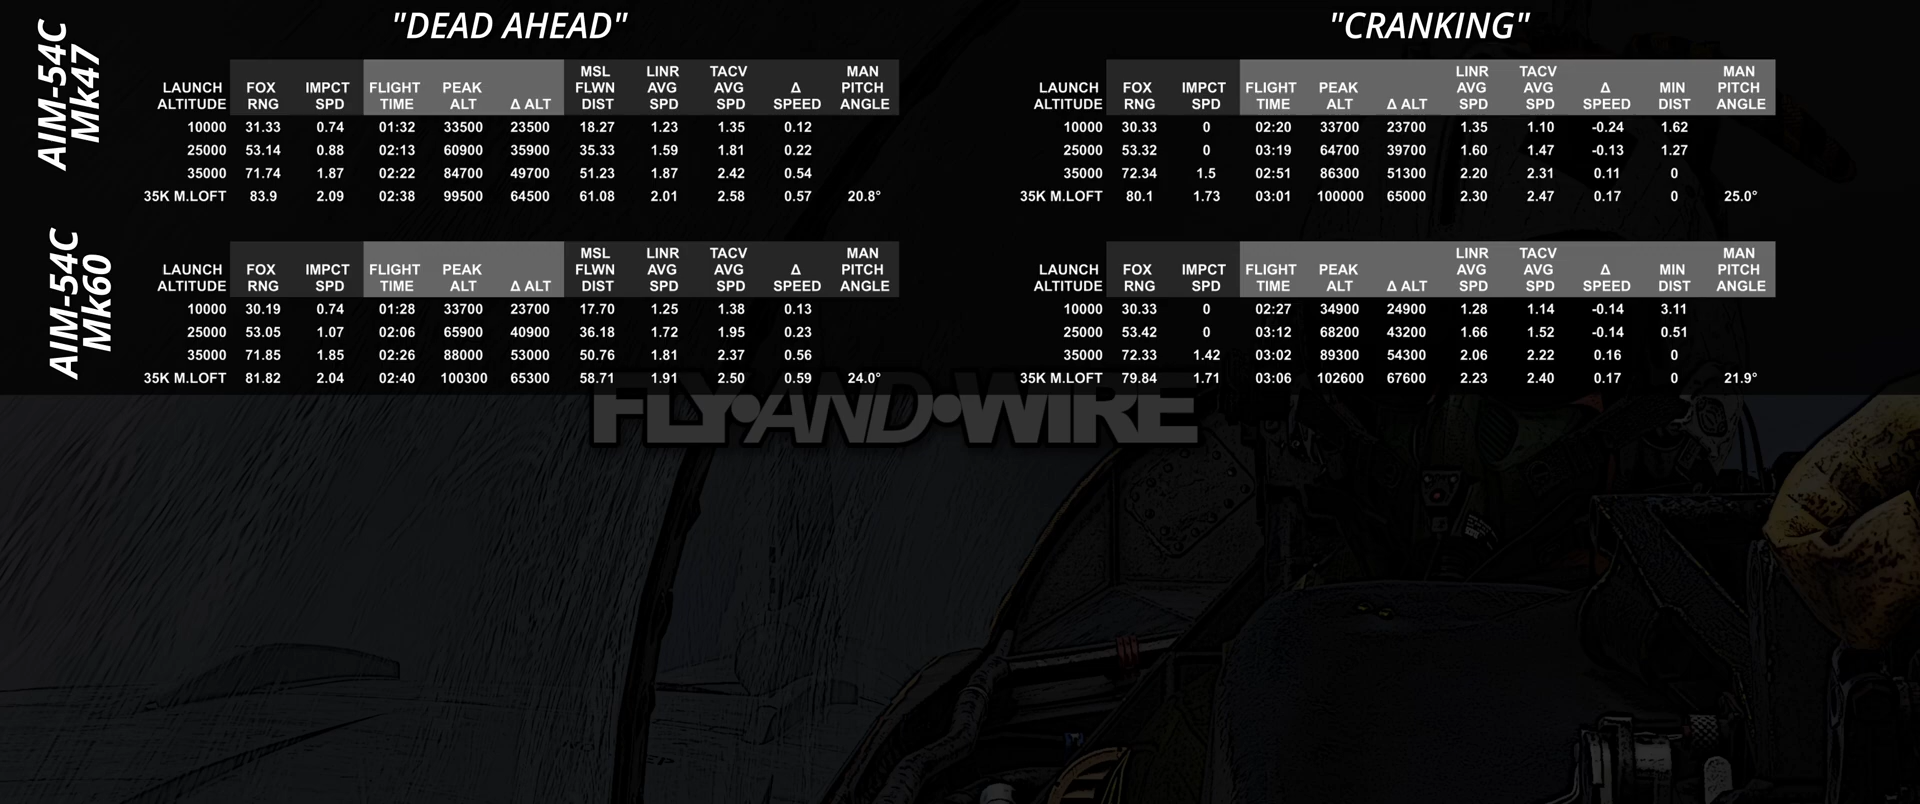 "DEAD AHEAD"
AIM-54C
Mk47
LAUNCH ALTITUDE FOX RNG IMPCT SPD FLIGHT TIME PEAK ALT Δ ALT MSL FLWN DIST LINR AVG SPD TACV AVG SPD Δ SPEED MAN PITCH ANGLE
10000 31.33 0.74 01:32 33500 23500 18.27 1.23 1.35 0.12
25000 53.14 0.88 02:13 60900 35900 35.33 1.59 1.81 0.22
35000 71.74 1.87 02:22 84700 49700 51.23 1.87 2.42 0.54
35K M.LOFT 83.9 2.09 02:38 99500 64500 61.08 2.01 2.58 0.57 20.8°
"CRANKING"
LAUNCH ALTITUDE FOX RNG IMPCT SPD FLIGHT TIME PEAK ALT Δ ALT LINR AVG SPD TACV AVG SPD Δ SPEED MIN DIST MAN PITCH ANGLE
10000 30.33 0 02:20 33700 23700 1.35 1.10 -0.24 1.62
25000 53.32 0 03:19 64700 39700 1.60 1.47 -0.13 1.27
35000 72.34 1.5 02:51 86300 51300 2.20 2.31 0.11 0
35K M.LOFT 80.1 1.73 03:01 100000 65000 2.30 2.47 0.17 0 25.0°
AIM-54C
Mk60
LAUNCH ALTITUDE FOX RNG IMPCT SPD FLIGHT TIME PEAK ALT Δ ALT MSL FLWN DIST LINR AVG SPD TACV AVG SPD Δ SPEED MAN PITCH ANGLE
10000 30.19 0.74 01:28 33700 23700 17.70 1.25 1.38 0.13
25000 53.05 1.07 02:06 65900 40900 36.18 1.72 1.95 0.23
35000 71.85 1.85 02:26 88000 53000 50.76 1.81 2.37 0.56
35K M.LOFT 81.82 2.04 02:40 100300 65300 58.71 1.91 2.50 0.59 24.0°
LAUNCH ALTITUDE FOX RNG IMPCT SPD FLIGHT TIME PEAK ALT Δ ALT LINR AVG SPD TACV AVG SPD Δ SPEED MIN DIST MAN PITCH ANGLE
10000 30.33 0 02:27 34900 24900 1.28 1.14 -0.14 3.11
25000 53.42 0 03:12 68200 43200 1.66 1.52 -0.14 0.51
35000 72.33 1.42 03:02 89300 54300 2.06 2.22 0.16 0
35K M.LOFT 79.84 1.71 03:06 102600 67600 2.23 2.40 0.17 0 21.9°
FLY•AND•WIRE